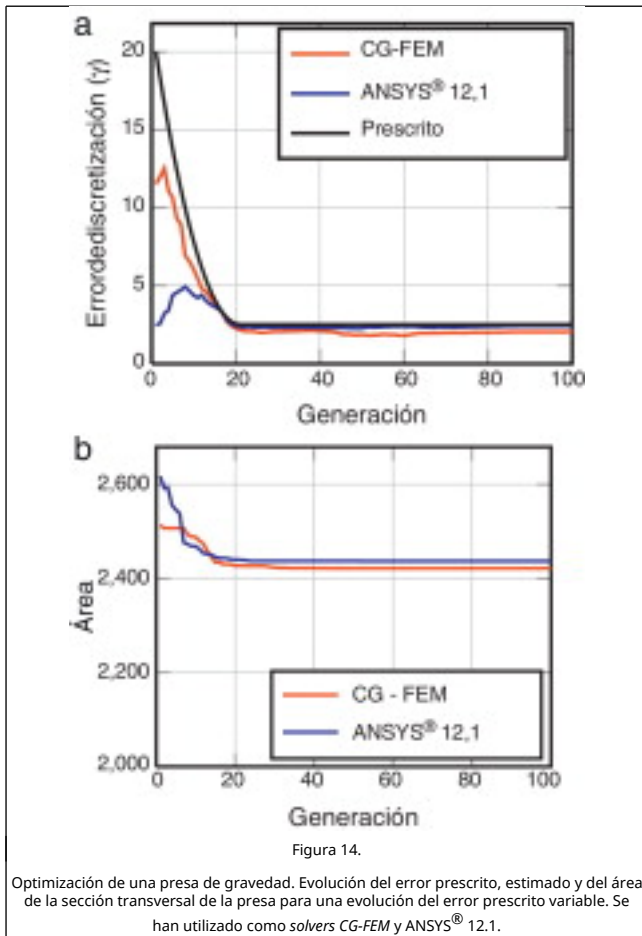 a
20
15
10
5
0
Errordediscretización (γ)
CG-FEM
ANSYS® 12,1
Prescrito
0 20 40 60 80 100
Generación
b
2,600
2,400
2,200
2,000
Área
CG - FEM
ANSYS® 12,1
0 20 40 60 80 100
Generación
Figura 14.
Optimización de una presa de gravedad. Evolución del error prescrito, estimado y del área
de la sección transversal de la presa para una evolución del error prescrito variable. Se
han utilizado como solvers CG-FEM y ANSYS® 12.1.